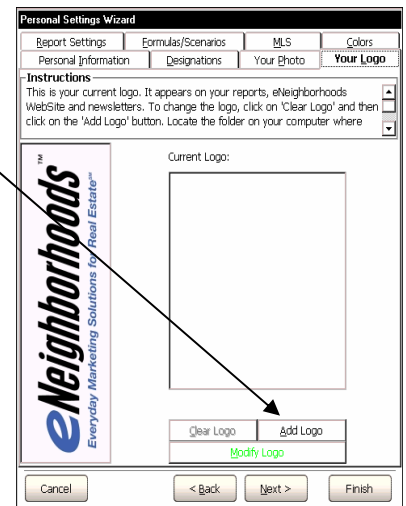 Personal Settings Wizard
Report Settings Formulas/Scenarios MLS Colors
Personal Information Designations Your Photo Your Logo
Instructions
This is your current logo. It appears on your reports, eNeighborhoods
WebSite and newsletters. To change the logo, click on 'Clear Logo' and then
click on the 'Add Logo' button. Locate the folder on your computer where
Current Logo:
eNeighborhoods™
Everyday Marketing Solutions for Real Estate℠
Clear Logo Add Logo
Modify Logo
Cancel < Back Next > Finish